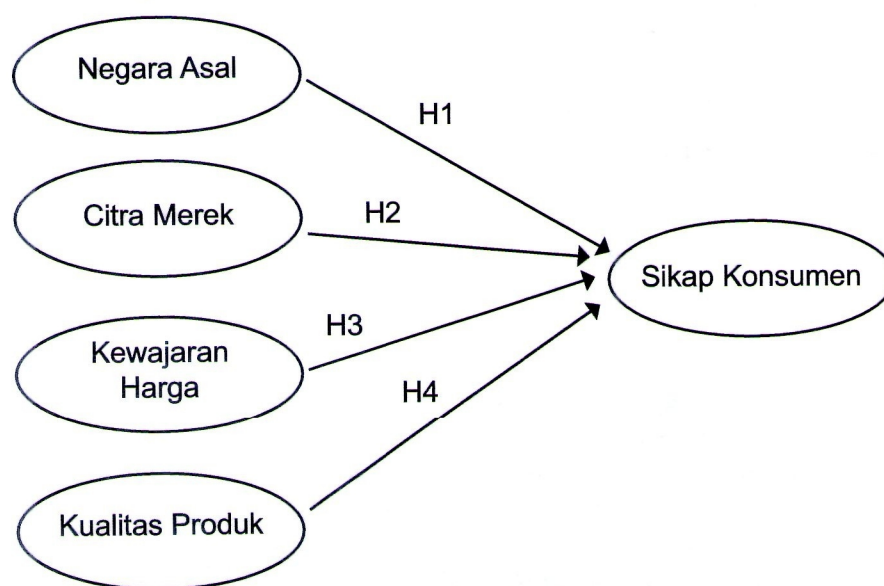 Negara Asal
H1
Citra Merek
H2
Sikap Konsumen
Kewajaran
Harga
H3
H4
Kualitas Produk